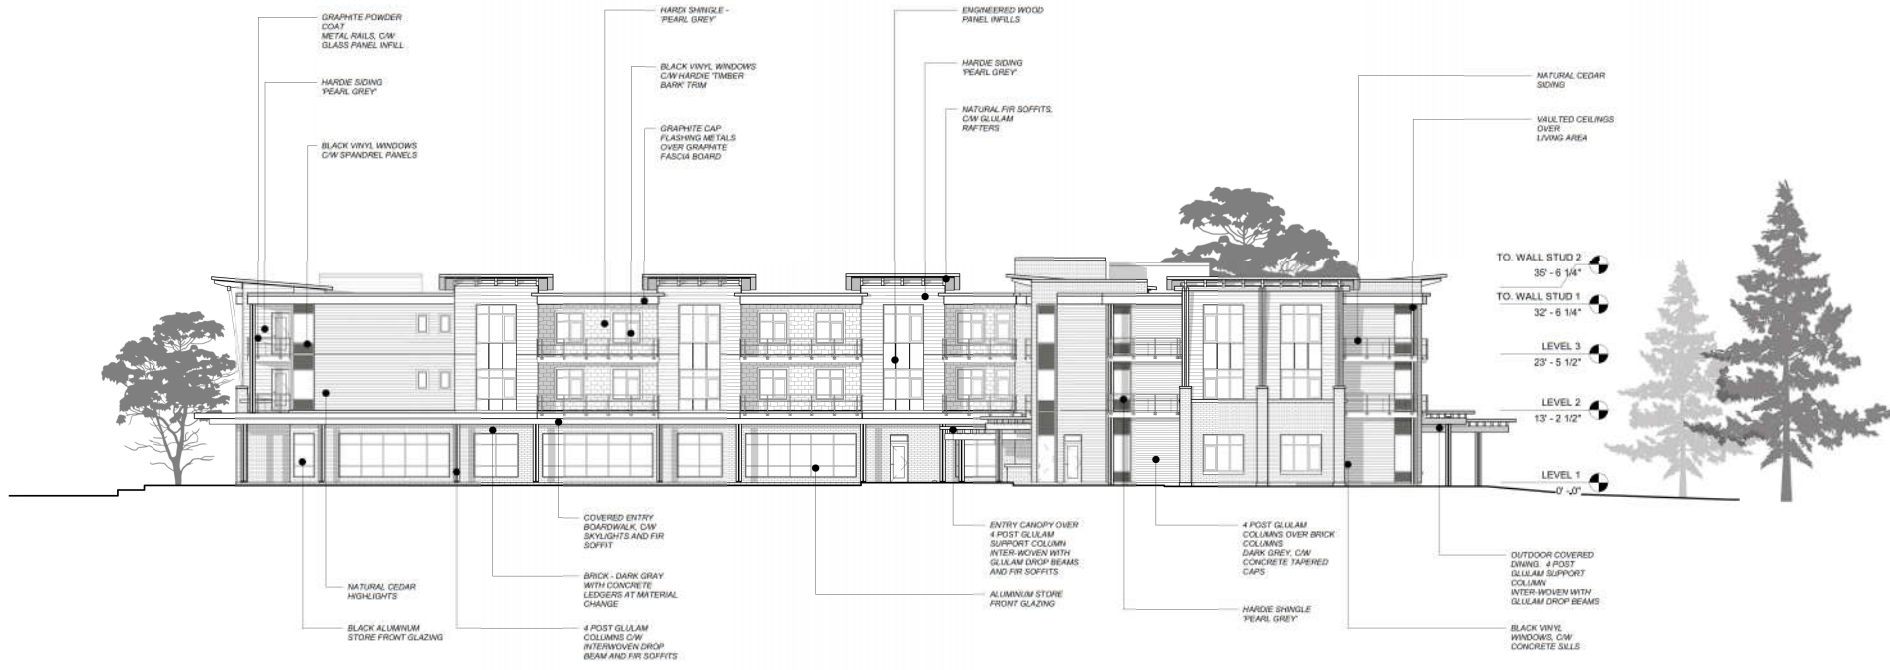 GRAPHITE POWDER
COAT
METAL RAILS, C/W
GLASS PANEL INFILL
HARDIE SIDING
'PEARL GREY'
BLACK VINYL WINDOWS
C/W SPANDREL PANELS
HARDI SHINGLE -
'PEARL GREY'
BLACK VINYL WINDOWS
C/W HARDIE 'TIMBER
BARK' TRIM
GRAPHITE CAP
FLASHING METALS
OVER GRAPHITE
FASCIA BOARD
ENGINEERED WOOD
PANEL INFILLS
HARDIE SIDING
'PEARL GREY'
NATURAL FIR SOFFITS,
C/W GLULAM
RAFTERS
NATURAL CEDAR
SIDING
VAULTED CEILINGS
OVER
LIVING AREA
TO. WALL STUD 2
35' - 6 1/4"
TO. WALL STUD 1
32' - 6 1/4"
LEVEL 3
23' - 5 1/2"
LEVEL 2
13' - 2 1/2"
LEVEL 1
0' - 0"
NATURAL CEDAR
HIGHLIGHTS
BLACK ALUMINUM
STORE FRONT GLAZING
COVERED ENTRY
BOARDWALK, C/W
SKYLIGHTS AND FIR
SOFFIT
BRICK - DARK GRAY
WITH CONCRETE
LEDGERS AT MATERIAL
CHANGE
4 POST GLULAM
COLUMNS C/W
INTERWOVEN DROP
BEAM AND FIR SOFFITS
ENTRY CANOPY OVER
4 POST GLULAM
SUPPORT COLUMN
INTER-WOVEN WITH
GLULAM DROP BEAMS
AND FIR SOFFITS
ALUMINUM STORE
FRONT GLAZING
4 POST GLULAM
COLUMNS OVER BRICK
COLUMNS
DARK GREY, C/W
CONCRETE TAPERED
CAPS
HARDIE SHINGLE
'PEARL GREY'
OUTDOOR COVERED
DINING. 4 POST
GLULAM SUPPORT
COLUMN
INTER-WOVEN WITH
GLULAM DROP BEAMS
BLACK VINYL
WINDOWS, C/W
CONCRETE SILLS